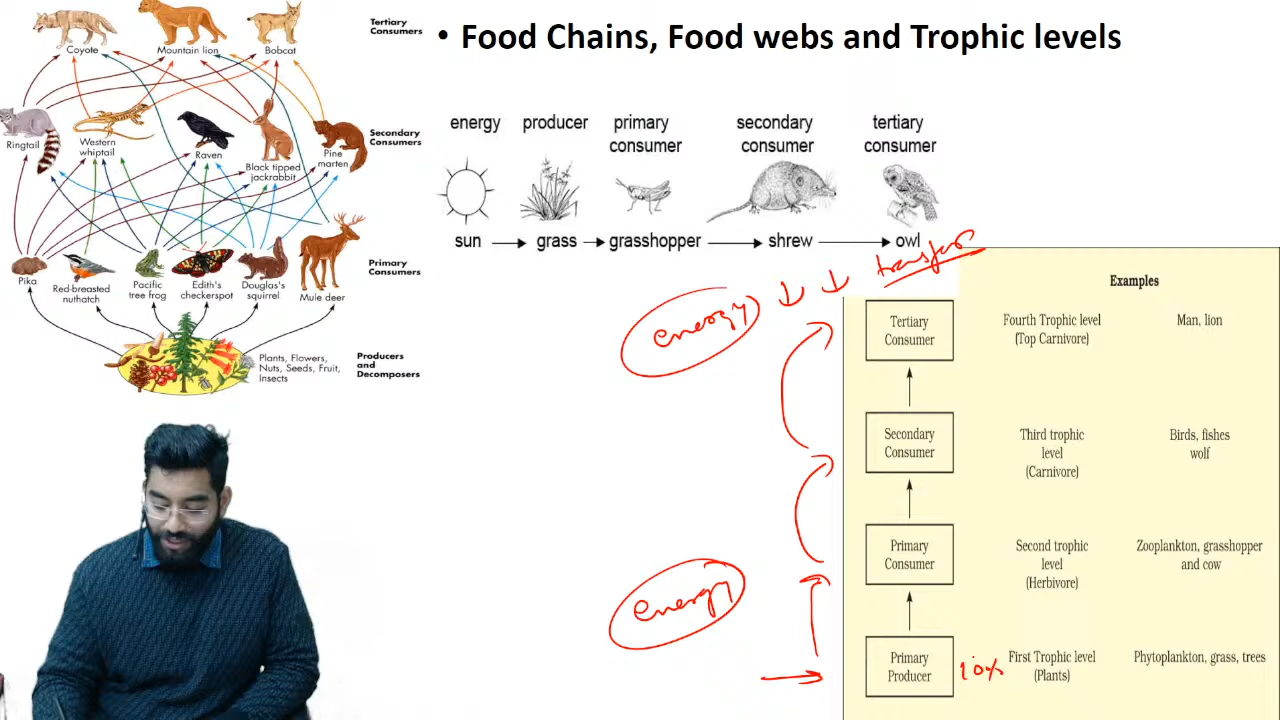 • Food Chains, Food webs and Trophic levels
Coyote
Mountain lion
Bobcat
Tertiary
Consumers
Ringtail
Western
whiptail
Raven
Black tipped
jackrabbit
Pine
marten
Secondary
Consumers
Pika
Red-breasted
nuthatch
Pacific
tree frog
Edith's
checkerspot
Douglas's
squirrel
Mule deer
Primary
Consumers
Plants, Flowers,
Nuts, Seeds, Fruit,
Insects
Producers
and
Decomposers
energy
producer
primary
consumer
secondary
consumer
tertiary
consumer
sun → grass → grasshopper → shrew → owl
energy ↓ ↓ transfer
energy
Examples
Tertiary
Consumer
Fourth Trophic level
(Top Carnivore)
Man, lion
Secondary
Consumer
Third trophic
level
(Carnivore)
Birds, fishes
wolf
Primary
Consumer
Second trophic
level
(Herbivore)
Zooplankton, grasshopper
and cow
Primary
Producer
10%
First Trophic level
(Plants)
Phytoplankton, grass, trees